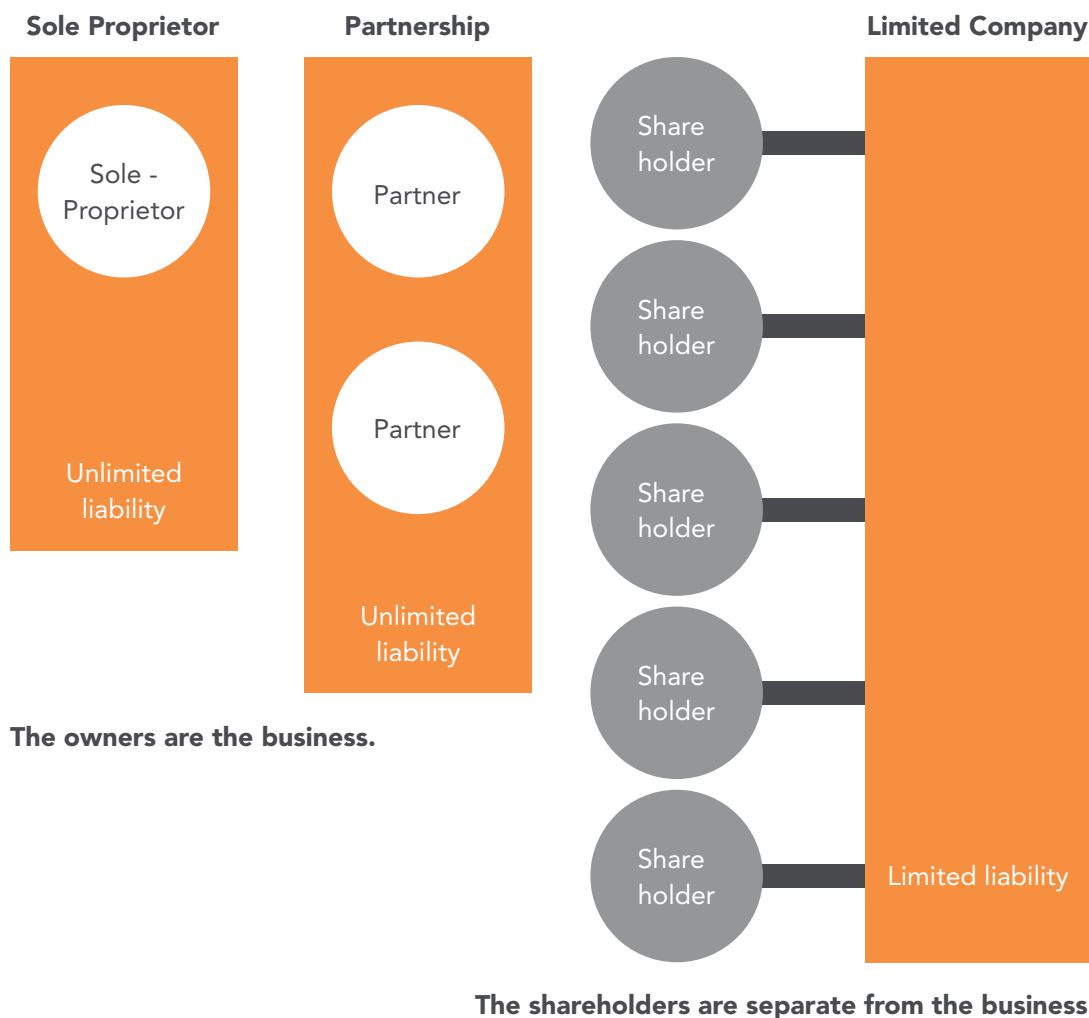 Sole Proprietor
Sole -
Proprietor
Unlimited
liability
Partnership
Partner
Partner
Unlimited
liability
The owners are the business.
Limited Company
Share
holder
Share
holder
Share
holder
Share
holder
Share
holder
Limited liability
The shareholders are separate from the business